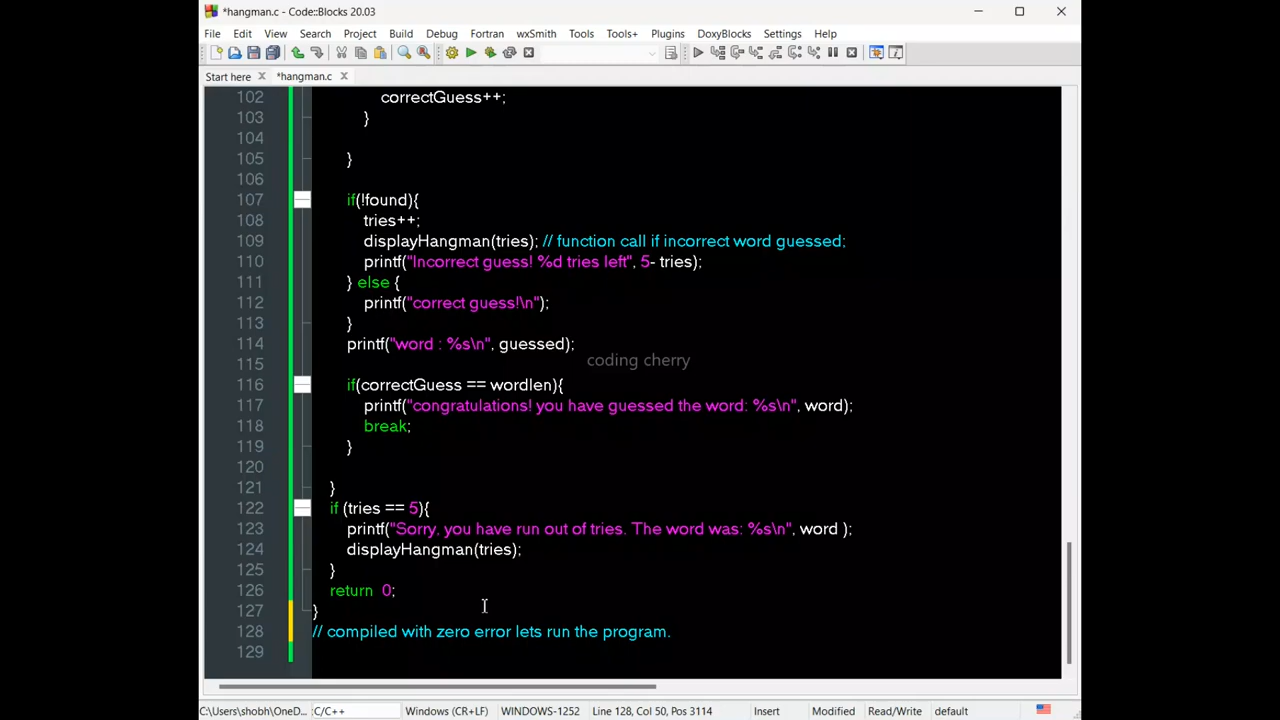 *hangman.c - Code::Blocks 20.03
File Edit View Search Project Build Debug Fortran wxSmith Tools Tools+ Plugins DoxyBlocks Settings Help
Start here *hangman.c
102 correctGuess++;
103 }
104
105 }
106
107 if(!found){
108 tries++;
109 displayHangman(tries); // function call if incorrect word guessed;
110 printf("Incorrect guess! %d tries left", 5- tries);
111 } else {
112 printf("correct guess!\n");
113 }
114 printf("word : %s\n", guessed);
115
coding cherry
116 if(correctGuess == wordlen){
117 printf("congratulations! you have guessed the word: %s\n", word);
118 break;
119 }
120
121 }
122 if (tries == 5){
123 printf("Sorry, you have run out of tries. The word was: %s\n", word );
124 displayHangman(tries);
125 }
126 return 0;
127 }
128 // compiled with zero error lets run the program.
129
C:\Users\shobh\OneD... C/C++ Windows (CR+LF) WINDOWS-1252 Line 128, Col 50, Pos 3114 Insert Modified Read/Write default